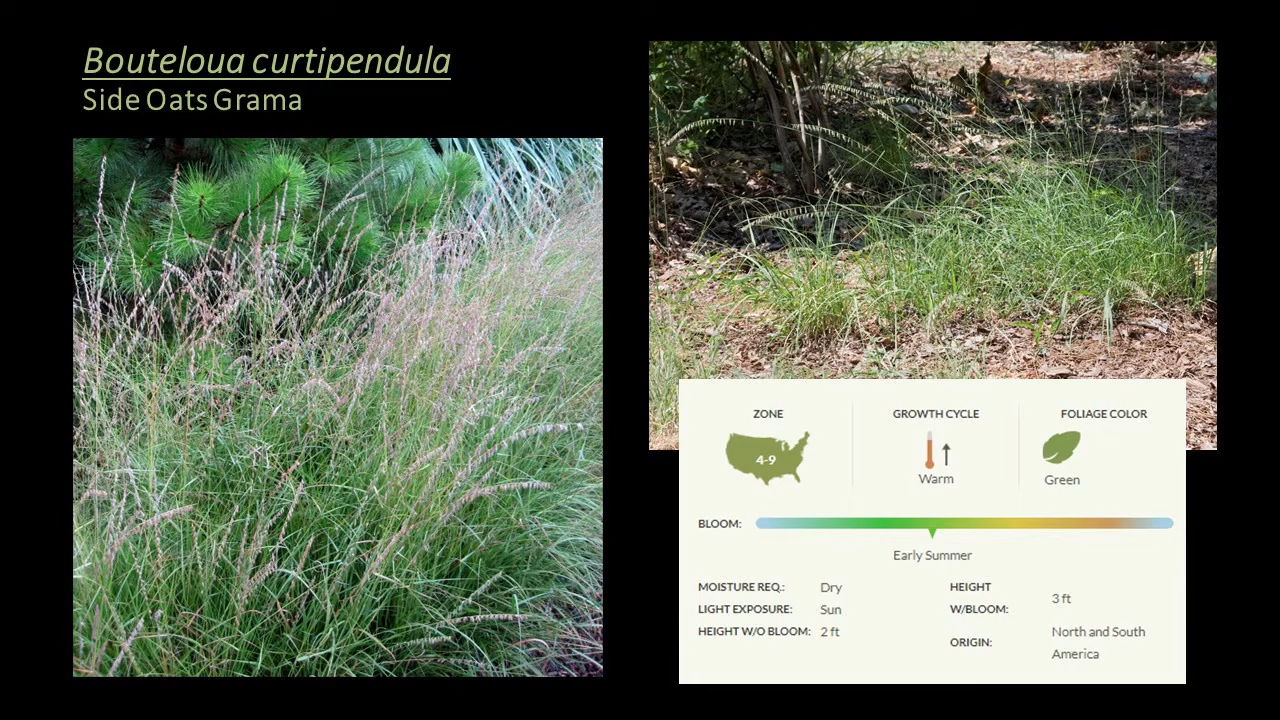 Bouteloua curtipendula
Side Oats Grama
ZONE
GROWTH CYCLE
FOLIAGE COLOR
4-9
Warm
Green
BLOOM:
Early Summer
MOISTURE REQ.: Dry
LIGHT EXPOSURE: Sun
HEIGHT W/O BLOOM: 2 ft
HEIGHT
W/BLOOM:
3 ft
ORIGIN:
North and South
America